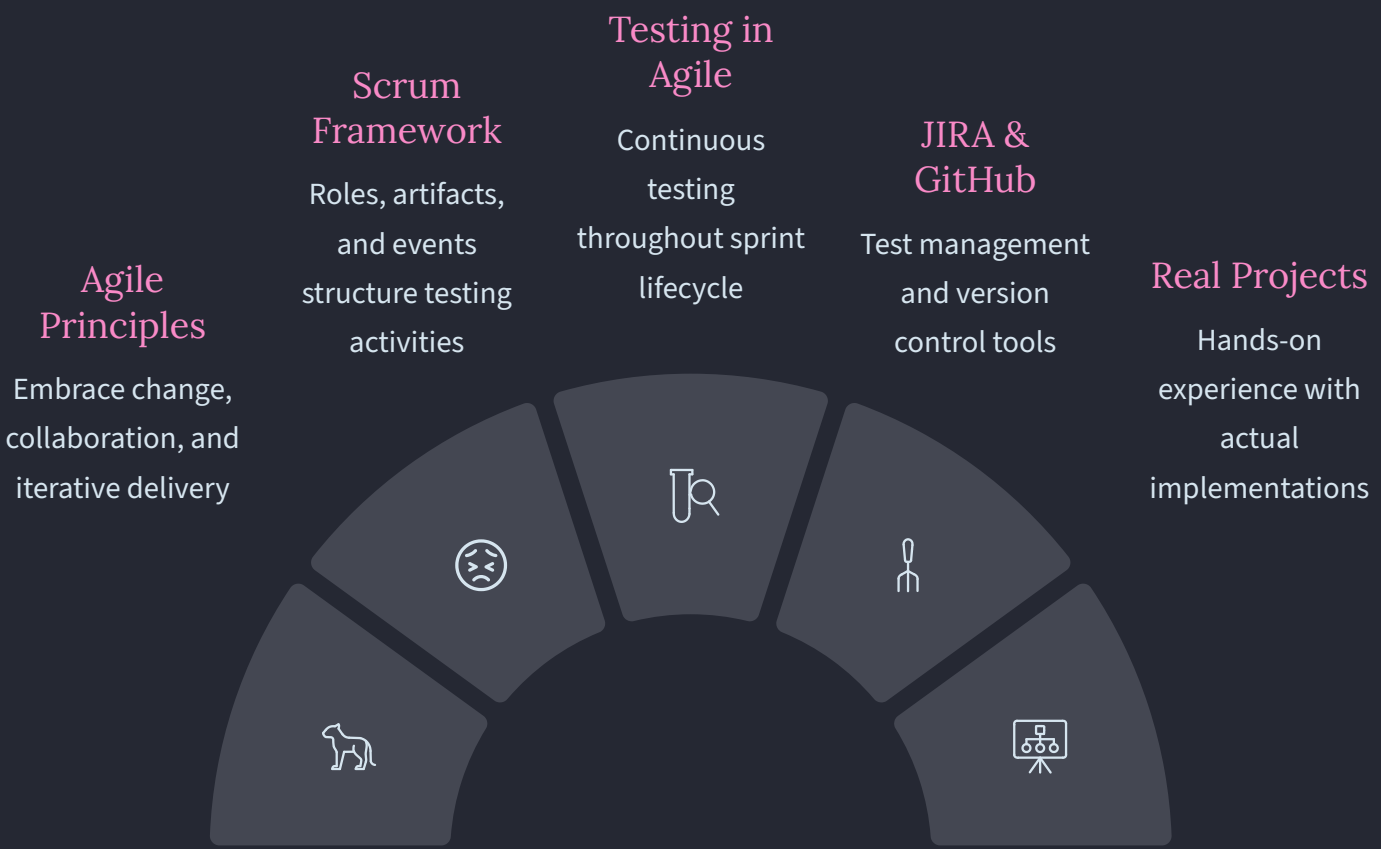 Agile
Principles
Embrace change,
collaboration, and
iterative delivery
Scrum
Framework
Roles, artifacts,
and events
structure testing
activities
Testing in
Agile
Continuous
testing
throughout sprint
lifecycle
JIRA &
GitHub
Test management
and version
control tools
Real Projects
Hands-on
experience with
actual
implementations